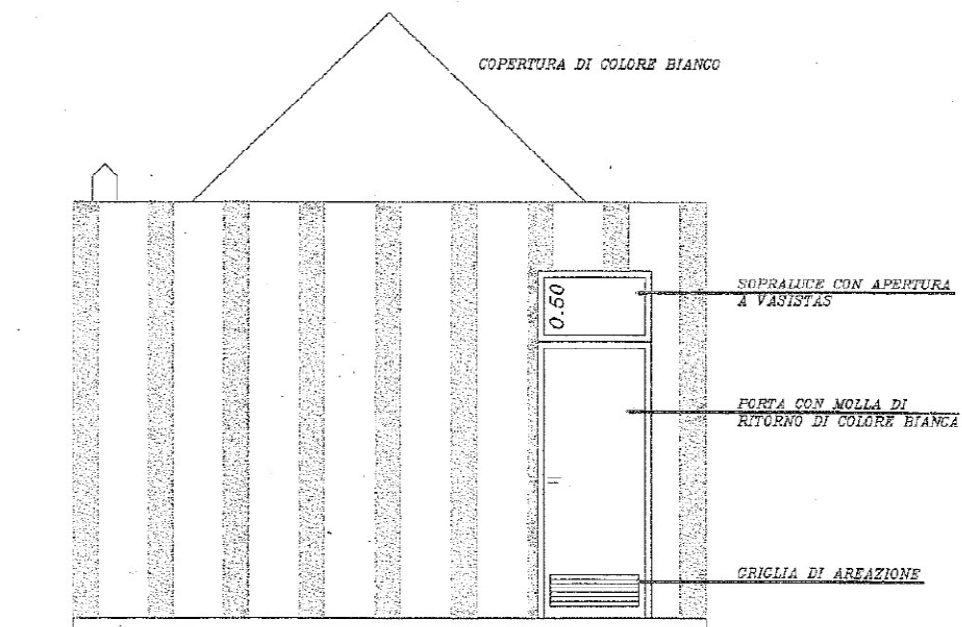 COPERTURA DI COLORE BIANCO
SOPRALUCE CON APERTURA
A VASISTAS
0.50
PORTA CON MOLLA DI
RITORNO DI COLORE BIANCA
GRIGLIA DI AREAZIONE